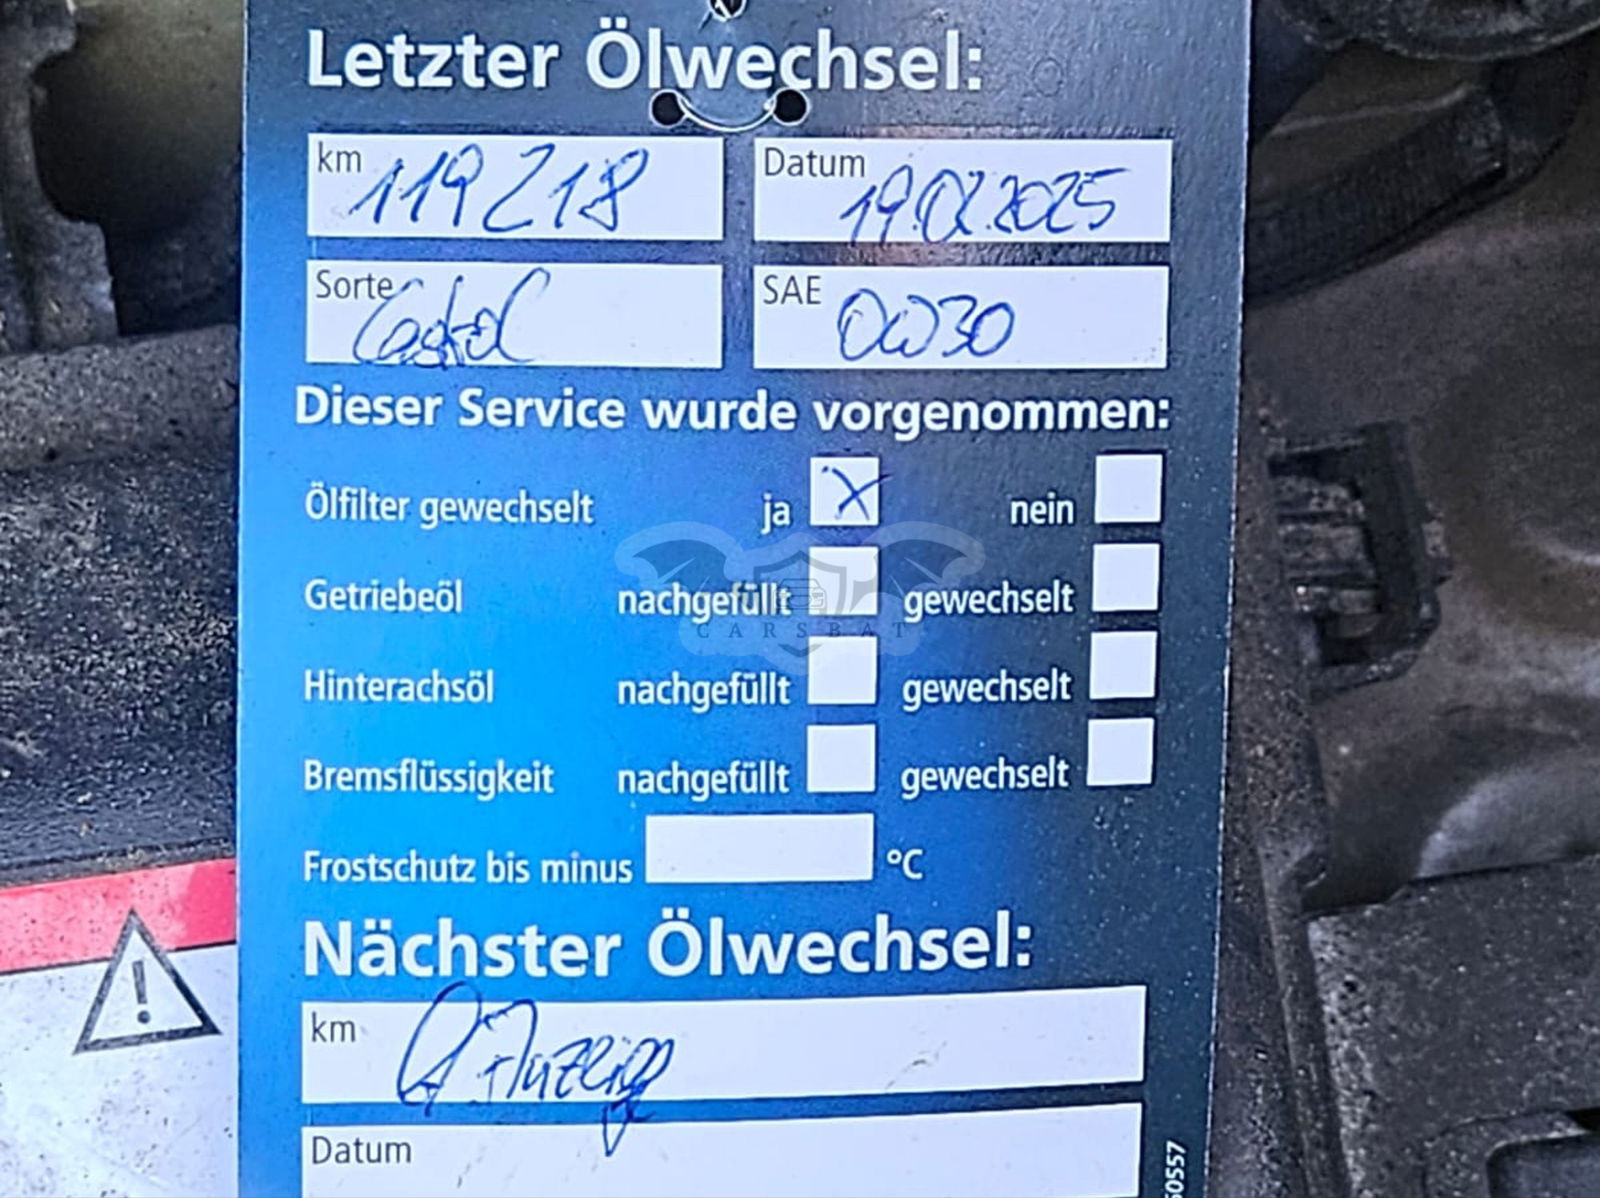 Letzter Ölwechsel:
km 119218 Datum 19.02.2025
Sorte Castrol SAE 0W30
Dieser Service wurde vorgenommen:
Ölfilter gewechselt ja X nein
Getriebeöl nachgefüllt gewechselt
CARSBAT
Hinterachsöl nachgefüllt gewechselt
Bremsflüssigkeit nachgefüllt gewechselt
Frostschutz bis minus °C
Nächster Ölwechsel:
km Anzeige
Datum